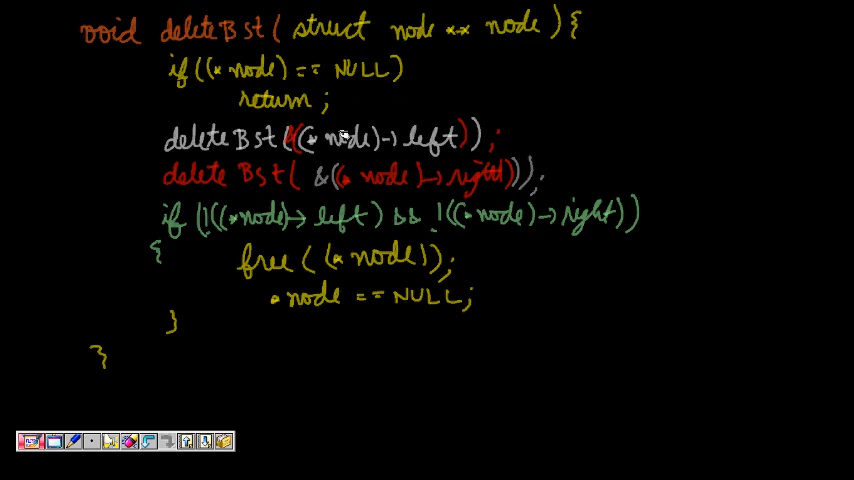 void deleteBst( struct node ** node ) {
if ((* node) == NULL)
return ;
deleteBst (&((* node)->left) );
delete Bst( &((* node)->right));
if (!((*node)-> left) && !((*node)->right))
{
free ( (* node));
* node == NULL;
}
}